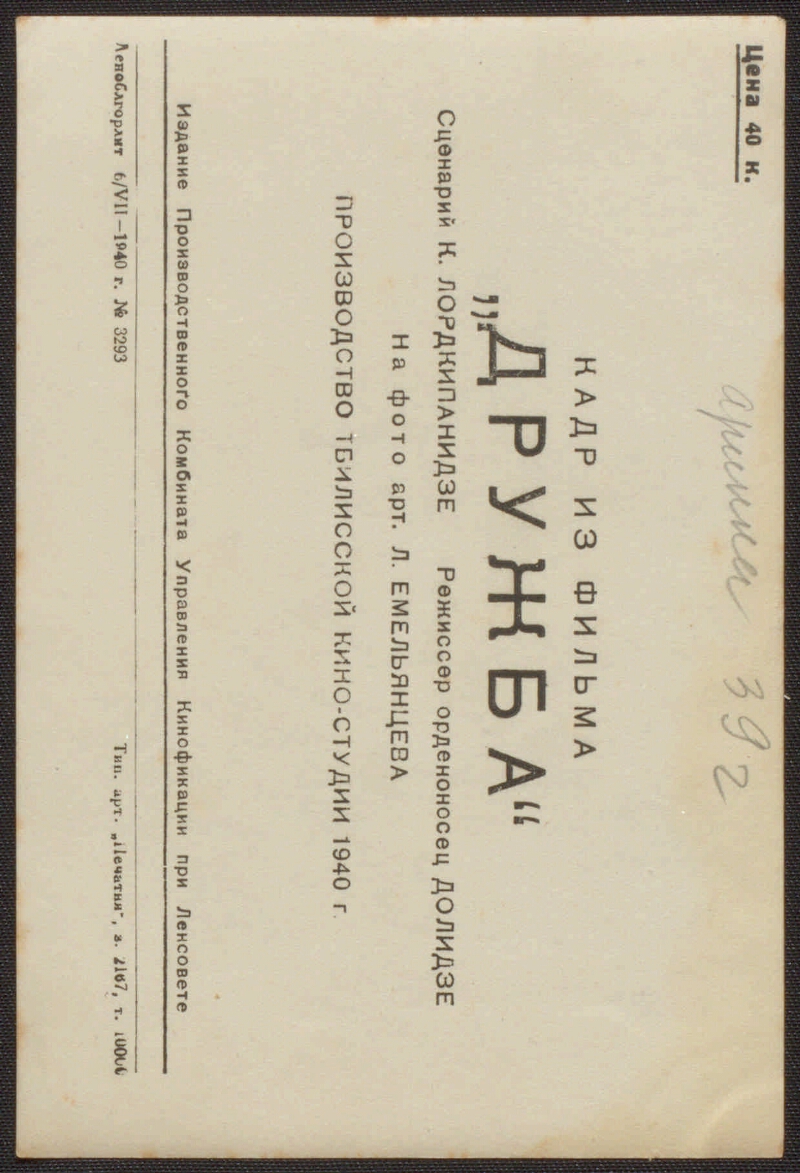 Цена 40 к.
392
КАДР ИЗ ФИЛЬМА
„ДРУЖБА“
Сценарий К. ЛОРДКИПАНИДЗЕ Режиссер орденоносец ДОЛИДЗЕ
На фото арт. Л. ЕМЕЛЬЯНЦЕВА
ПРОИЗВОДСТВО ТБИЛИССКОЙ КИНО-СТУДИИ 1940 г.
Издание Производственного Комбината Управления Кинофикации при Ленсовете
Леноблгорлит 6/VII—1940 г. № 3293 Тип. арт. „Печатня“, з. 2167, т. 10000